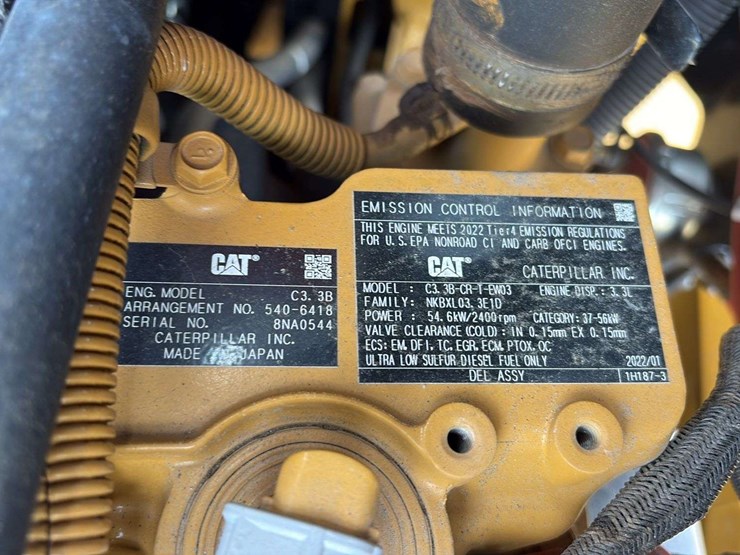 CAT®
ENG. MODEL C3.3B
ARRANGEMENT NO. 540-6418
SERIAL NO. 8NA0544
CATERPILLAR INC.
MADE JAPAN
EMISSION CONTROL INFORMATION
THIS ENGINE MEETS 2022 Tier4 EMISSION REGULATIONS
FOR U.S. EPA NONROAD CI AND CARB OFCI ENGINES.
CAT® CATERPILLAR INC.
MODEL : C3.3B-CR-T-EW03 ENGINE DISP.: 3.3L
FAMILY: NKBXL03.3E1D
POWER : 54.6kW/2400rpm CATEGORY: 37-56kW
VALVE CLEARANCE (COLD) : IN 0.15mm EX 0.15mm
ECS: EM, DFI, TC, EGR, ECM, PTOX, OC
ULTRA LOW SULFUR DIESEL FUEL ONLY 2022/01
DEL ASSY 1H187-3